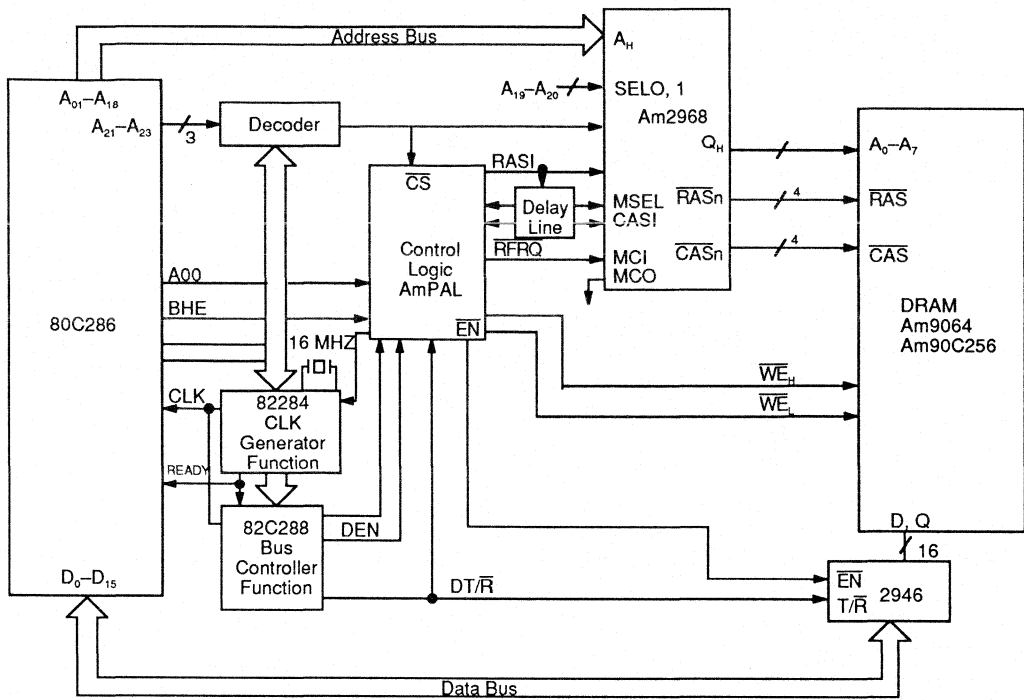 Address Bus
A01–A18
A21–A23
3
Decoder
A19–A20
AH
SELO, 1
Am2968
QH
RASn
4
CASn
4
MSEL
CASI
MCI
MCO
RASI
Delay
Line
RFRQ
CS
Control
Logic
AmPAL
EN
A0–A7
RAS
CAS
DRAM
Am9064
Am90C256
WEH
WEL
D, Q
16
80C286
A00
BHE
16 MHZ
CLK
READY
82284
CLK
Generator
Function
82C288
Bus
Controller
Function
DEN
DT/R
EN
T/R
2946
D0–D15
Data Bus